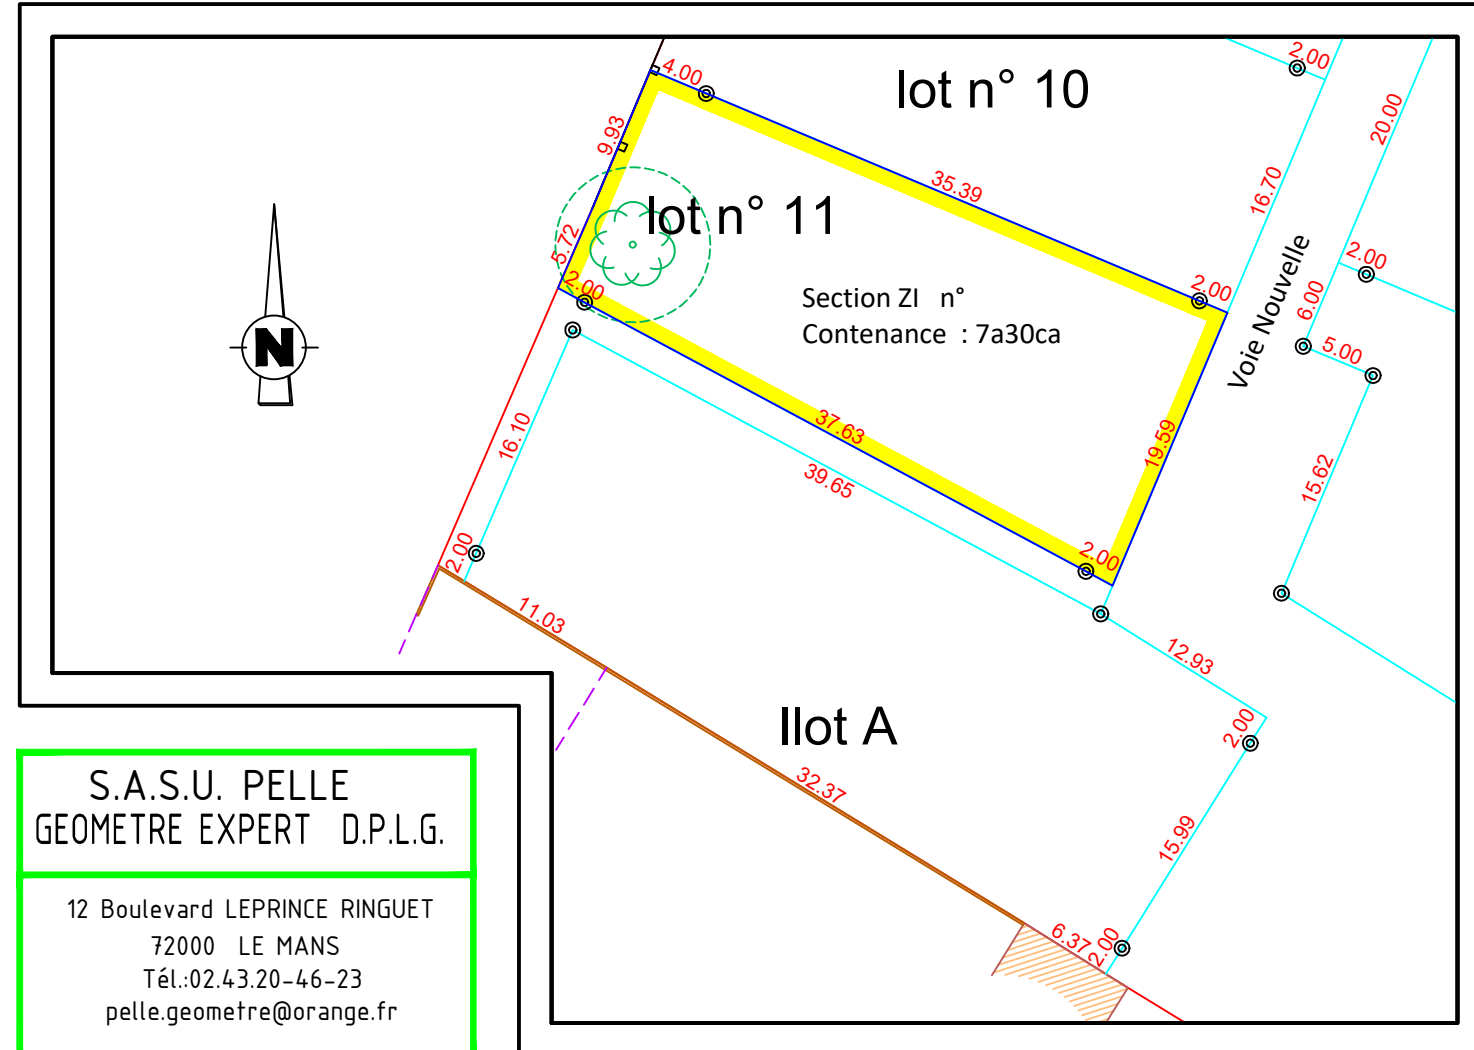 4.00
lot n° 10
2.00
20.00
9.93
35.39
16.70
lot n° 11
5.72
2.00
Section ZI n°
Contenance : 7a30ca
2.00
Voie Nouvelle
2.00
6.00
5.00
N
16.10
37.63
39.65
19.59
15.62
2.00
2.00
11.03
12.93
Ilot A
2.00
32.37
15.99
6.37
2.00
S.A.S.U. PELLE
GEOMETRE EXPERT D.P.L.G.
12 Boulevard LEPRINCE RINGUET
72000 LE MANS
Tél.:02.43.20-46-23
pelle.geometre@orange.fr